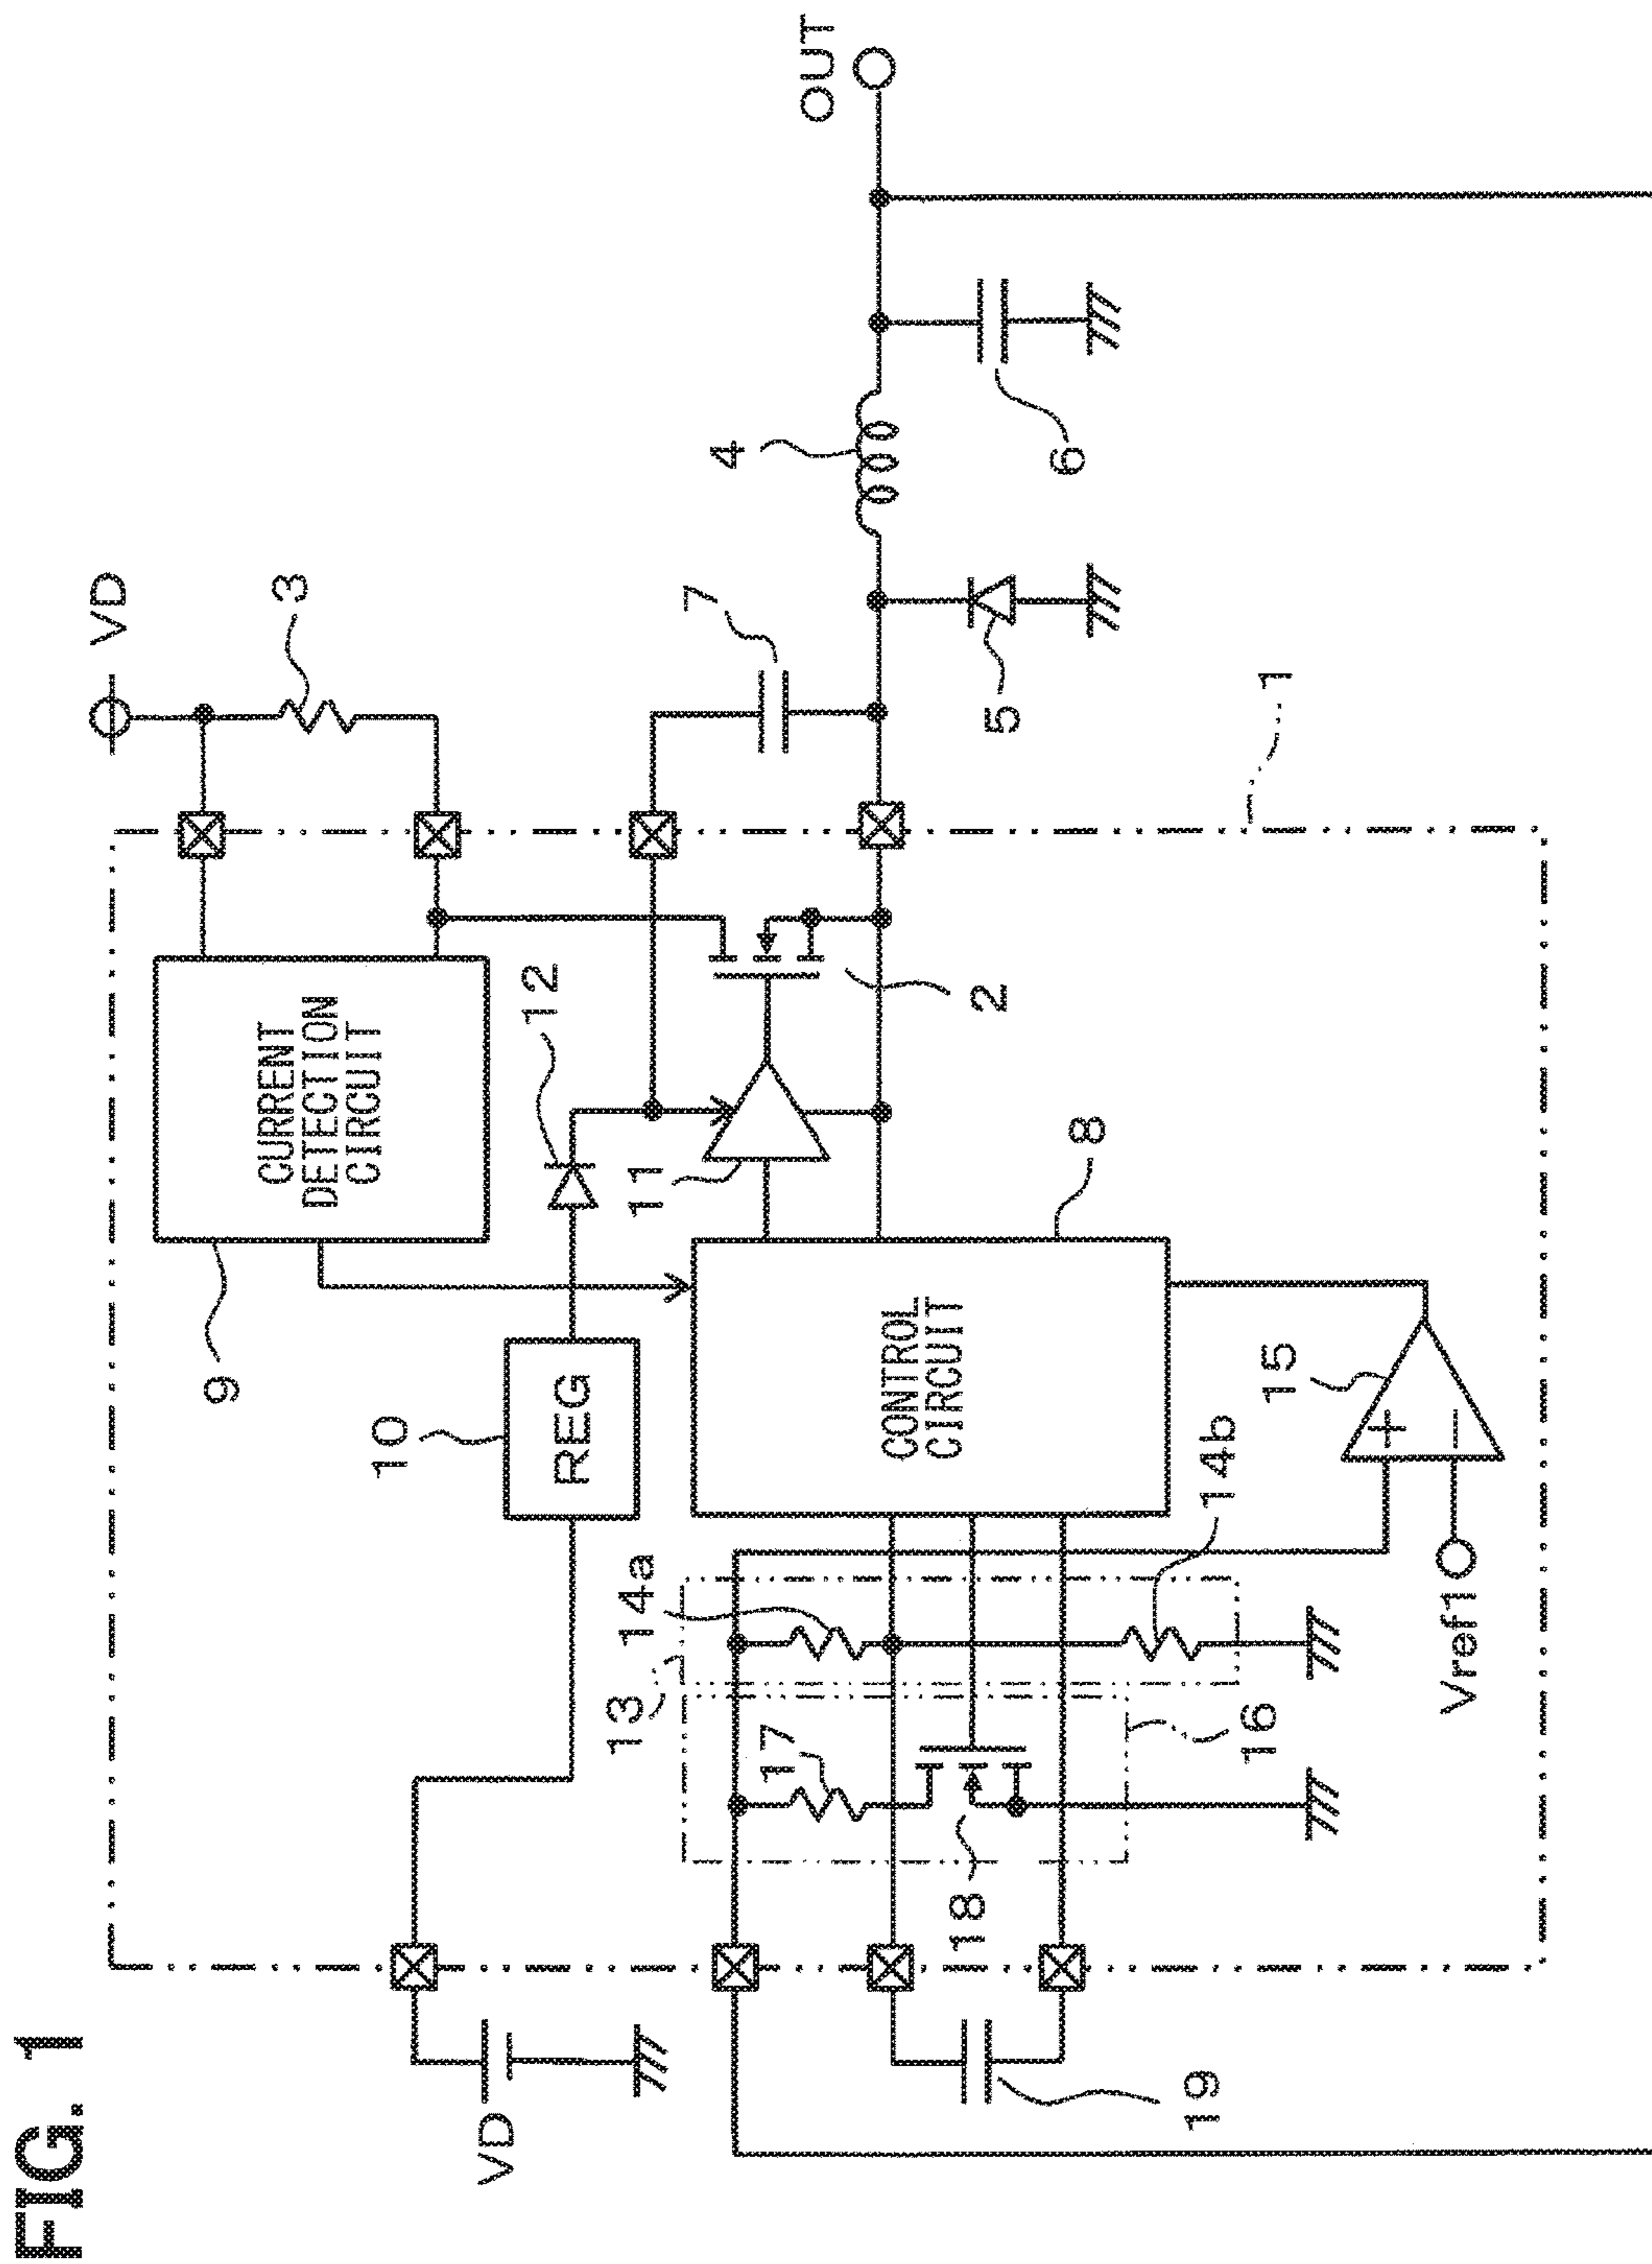 FIG. 1
VD
3
OUT
CURRENT
DETECTION
CIRCUIT
9
12
7
4
10
REG
11
2
5
6
VD
13
14a
17
CONTROL
CIRCUIT
8
1
18
14b
16
15
+
−
Vref1
19